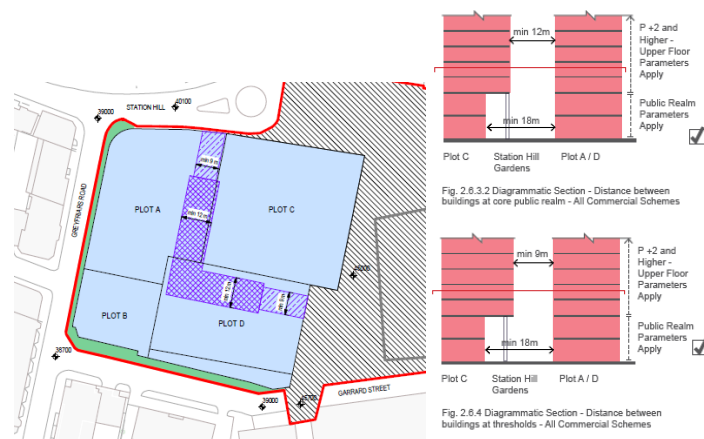 STATION HILL
39000
40100
GREYFRIARS ROAD
min 9 m
PLOT A
min 12 m
PLOT C
PLOT B
min 12 m
PLOT D
38700
39000
GARRARD STREET
min 12m
min 18m
P +2 and
Higher -
Upper Floor
Parameters
Apply
Public Realm
Parameters
Apply
Plot C
Station Hill
Gardens
Plot A / D
Fig. 2.6.3.2 Diagrammatic Section - Distance between
buildings at core public realm - All Commercial Schemes
min 9m
min 18m
P +2 and
Higher -
Upper Floor
Parameters
Apply
Public Realm
Parameters
Apply
Plot C
Station Hill
Gardens
Plot A / D
Fig. 2.6.4 Diagrammatic Section - Distance between
buildings at thresholds - All Commercial Schemes